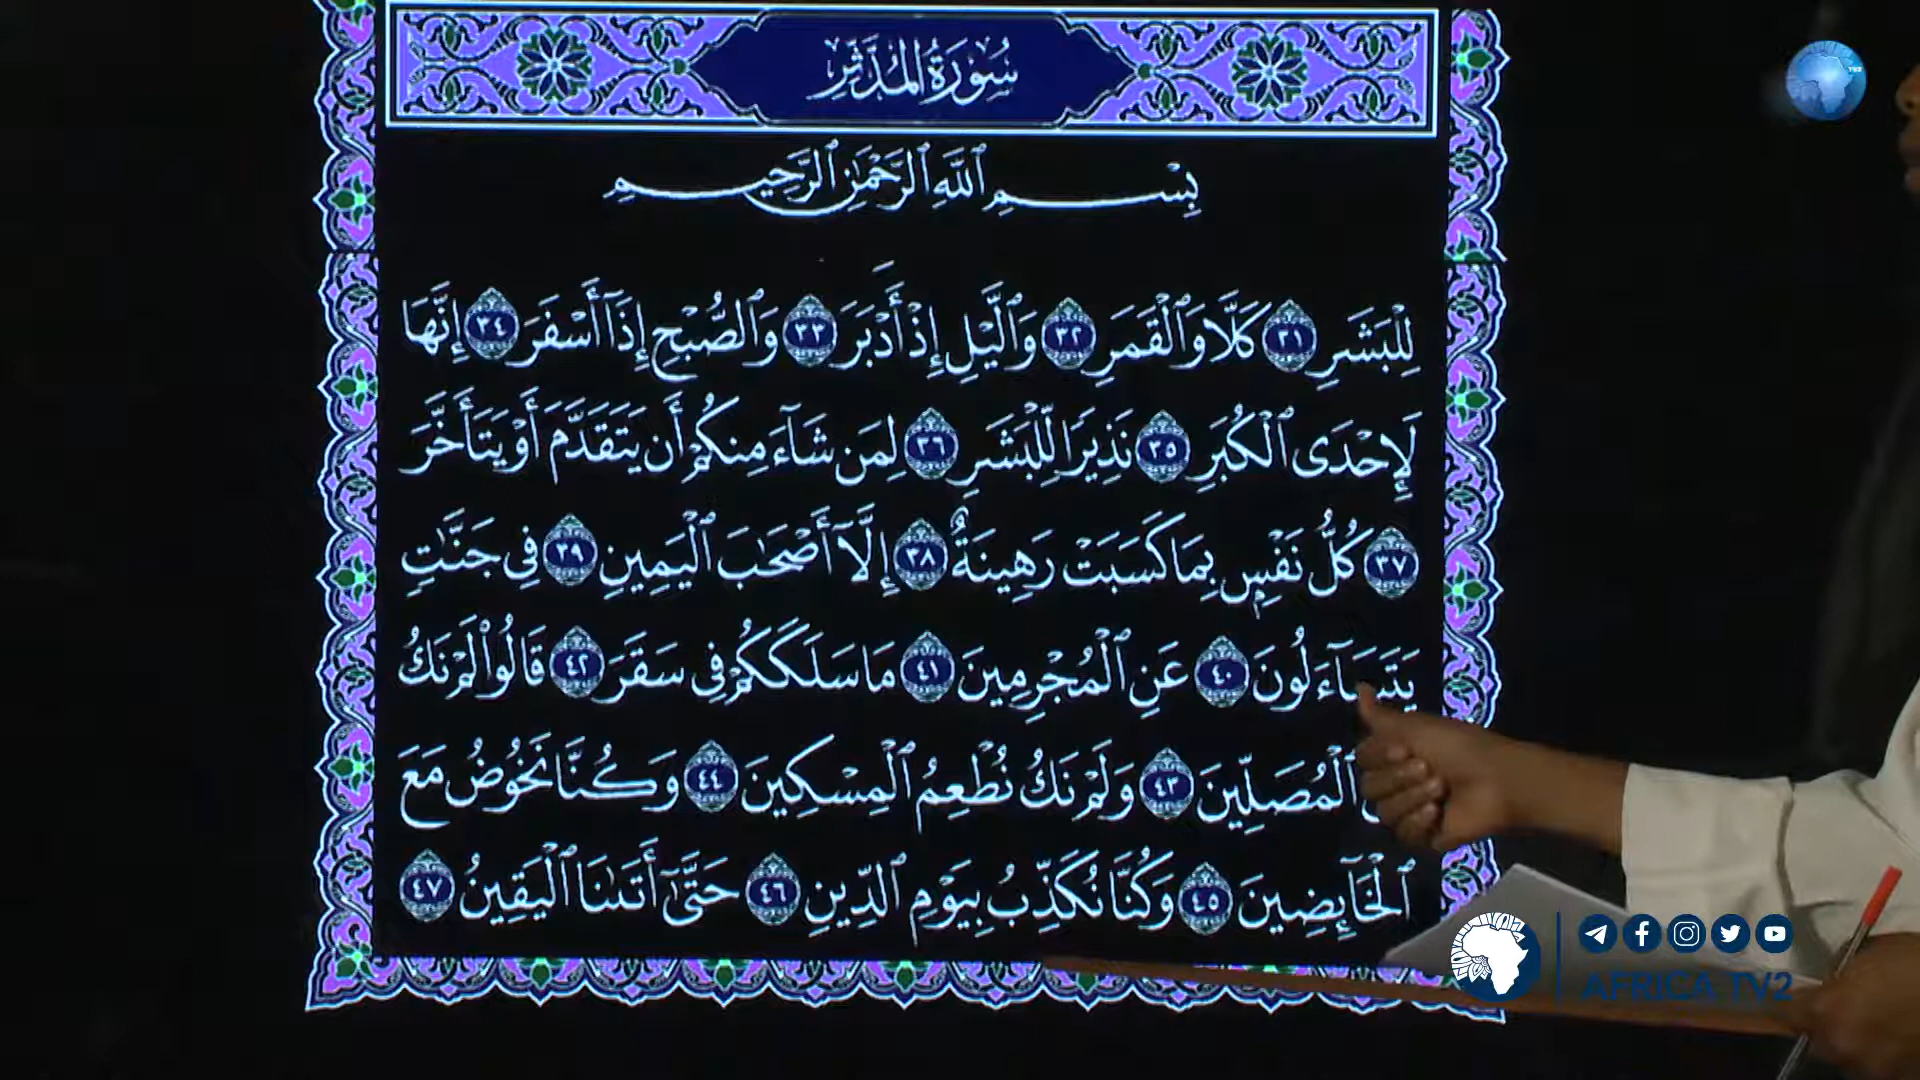 سُورَةُ الْمُدَّثِّرِ
بِسْمِ ٱللَّهِ ٱلرَّحْمَٰنِ ٱلرَّحِيمِ
لِلْبَشَرِ ٣١ كَلَّا وَٱلْقَمَرِ ٣٢ وَٱلَّيْلِ إِذْ أَدْبَرَ ٣٣ وَٱلصُّبْحِ إِذَآ أَسْفَرَ ٣٤ إِنَّهَا
لَإِحْدَى ٱلْكُبَرِ ٣٥ نَذِيرًا لِّلْبَشَرِ ٣٦ لِمَن شَآءَ مِنكُمْ أَن يَتَقَدَّمَ أَوْ يَتَأَخَّرَ
٣٧ كُلُّ نَفْسٍۭ بِمَا كَسَبَتْ رَهِينَةٌ ٣٨ إِلَّآ أَصْحَٰبَ ٱلْيَمِينِ ٣٩ فِى جَنَّٰتٍ
يَتَسَآءَلُونَ ٤٠ عَنِ ٱلْمُجْرِمِينَ ٤١ مَا سَلَكَكُمْ فِى سَقَرَ ٤٢ قَالُوا۟ لَمْ نَكُ
ٱلْمُصَلِّينَ ٤٣ وَلَمْ نَكُ نُطْعِمُ ٱلْمِسْكِينَ ٤٤ وَكُنَّا نَخُوضُ مَعَ
ٱلْخَآئِضِينَ ٤٥ وَكُنَّا نُكَذِّبُ بِيَوْمِ ٱلدِّينِ ٤٦ حَتَّىٰٓ أَتَىٰنَا ٱلْيَقِينُ ٤٧
AFRICA TV2